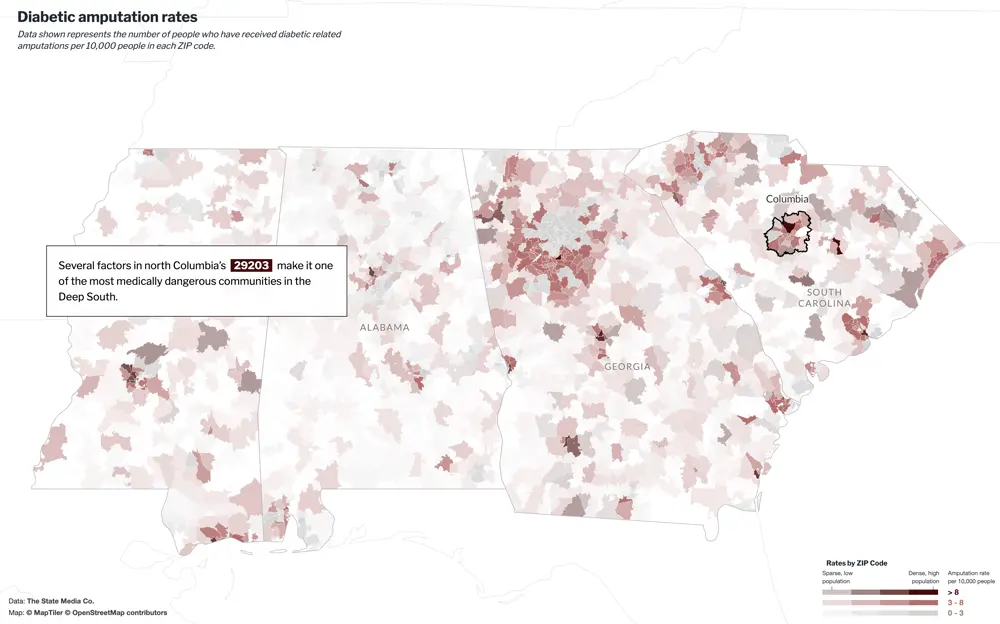 Diabetic amputation rates
Data shown represents the number of people who have received diabetic related
amputations per 10,000 people in each ZIP code.
Columbia
Several factors in north Columbia's 29203 make it one
of the most medically dangerous communities in the
Deep South.
SOUTH
CAROLINA
ALABAMA
GEORGIA
Rates by ZIP Code
Sparse, low
population
Dense, high
population
Amputation rate
per 10,000 people
> 8
3 - 8
0 - 3
Data: The State Media Co.
Map: © MapTiler © OpenStreetMap contributors